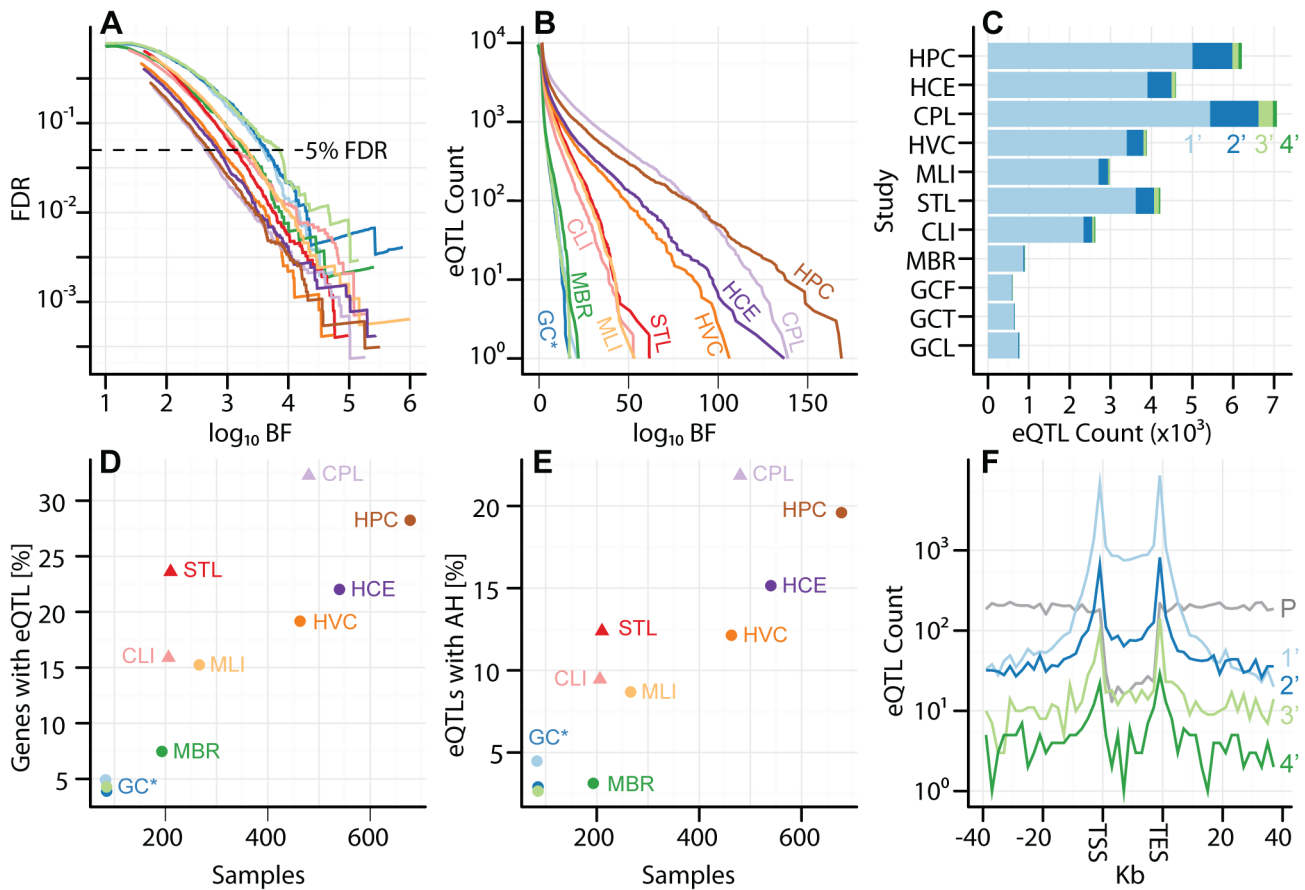 A
FDR
10⁻¹
10⁻²
10⁻³
5% FDR
1 2 3 4 5 6
log₁₀ BF
B
eQTL Count
10⁴
10³
10²
10¹
10⁰
GC*
MBR
CLI
MLI
STL
HVC
HCE
CPL
HPC
0 50 100 150
log₁₀ BF
C
Study
HPC
HCE
CPL
HVC
MLI
STL
CLI
MBR
GCF
GCT
GCL
1’ 2’ 3’ 4’
0 1 2 3 4 5 6 7
eQTL Count (x10³)
D
Genes with eQTL [%]
30
25
20
15
10
5
CPL
HPC
STL
HCE
HVC
CLI
MLI
MBR
GC*
200 400 600
Samples
E
eQTLs with AH [%]
20
15
10
5
CPL
HPC
HCE
STL
HVC
CLI
MLI
GC*
MBR
200 400 600
Samples
F
eQTL Count
10³
10²
10¹
10⁰
P
1’
2’
3’
4’
-40 -20 TSS TES 20 40
Kb